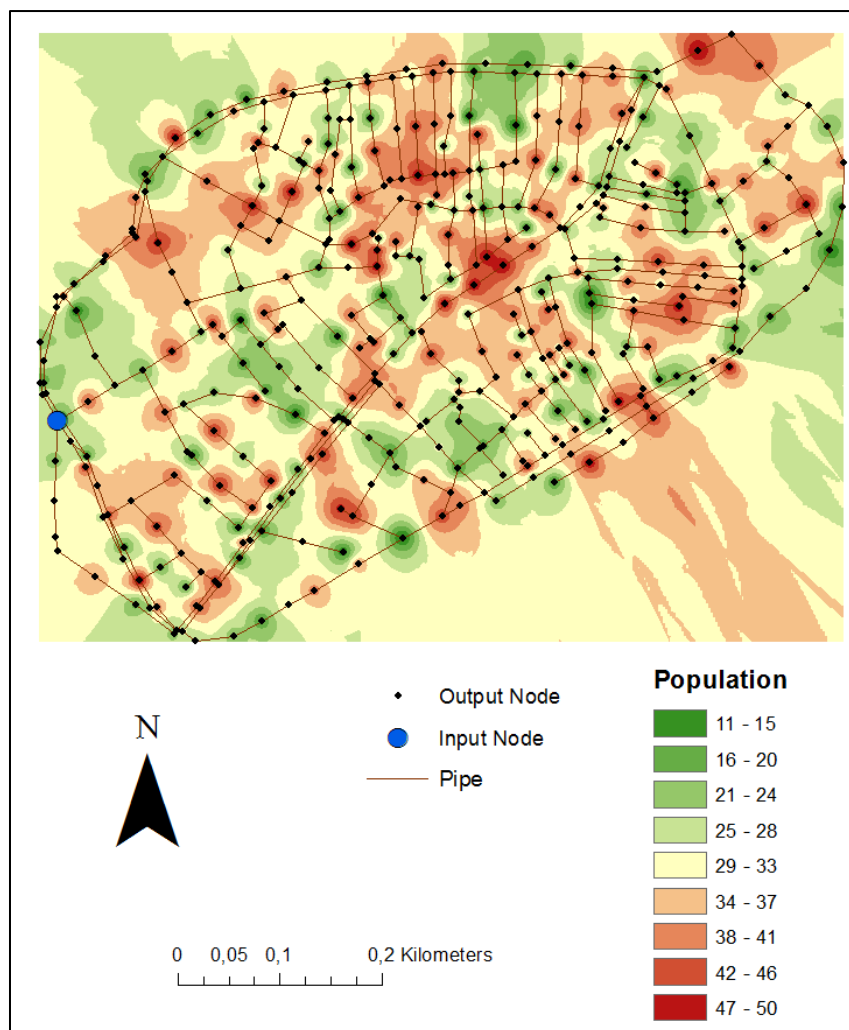 Output Node
Input Node
Pipe
N
0 0,05 0,1 0,2 Kilometers
Population
11 - 15
16 - 20
21 - 24
25 - 28
29 - 33
34 - 37
38 - 41
42 - 46
47 - 50